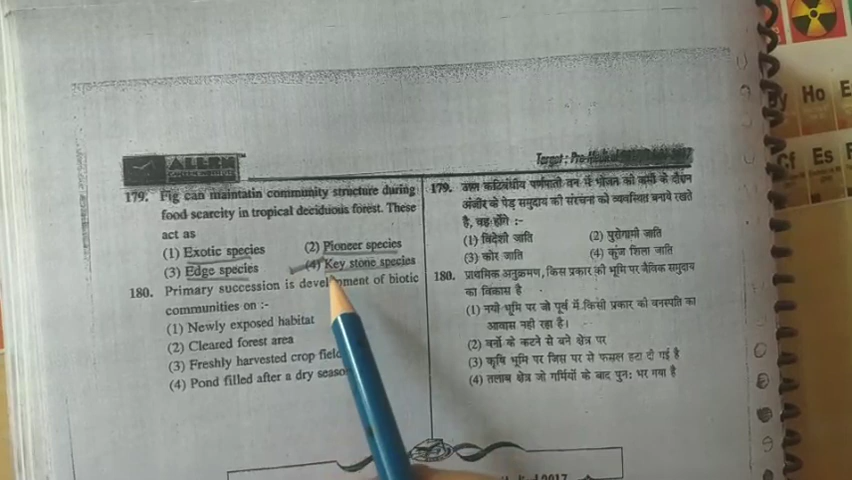 ALLEN
Target : Pre-Medical
179. Fig can maintatin community structure during
food scarcity in tropical deciduous forest. These
act as
(1) Exotic species
(2) Pioneer species
(3) Edge species
(4) Key stone species
180. Primary succession is development of biotic
communities on :-
(1) Newly exposed habitat
(2) Cleared forest area
(3) Freshly harvested crop field
(4) Pond filled after a dry season
179. उष्ण कटिबंधीय पर्णपाती वन में भोजन की कमी के दौरान
अंजीर के पेड़ समुदाय की संरचना को व्यवस्थित बनाये रखते
है, वह होंगे :-
(1) विदेशी जाति
(2) पुरोगामी जाति
(3) कोर जाति
(4) कुंज शिला जाति
180. प्राथमिक अनुक्रमण, किस प्रकार की भूमि पर जैविक समुदाय
का विकास है
(1) नयी भूमि पर जो पूर्व में किसी प्रकार की वनस्पति का
आवास नहीं रहा है।
(2) वनों के कटने से बने क्षेत्र पर
(3) कृषि भूमि पर जिस पर से फसल हटा दी गई है
(4) तालाब क्षेत्र जो गर्मियों के बाद पुनः भर गया है
2017
Ho
E
Cf
Es